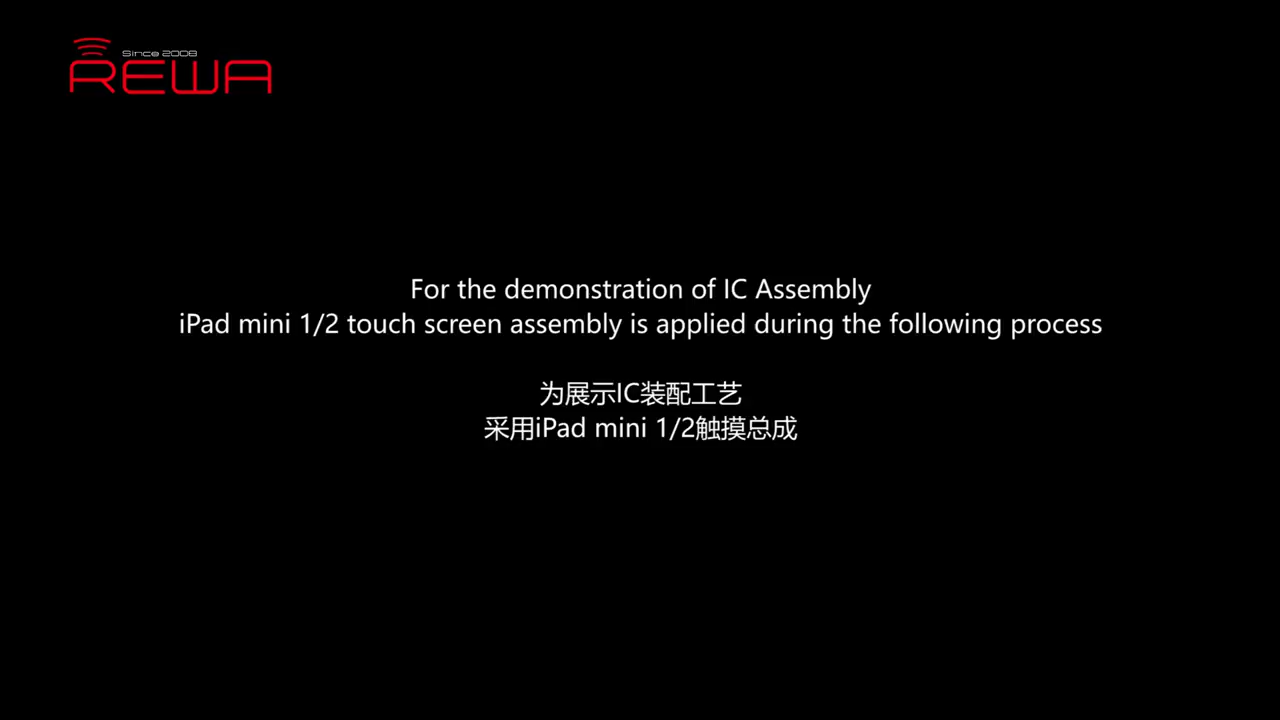 Since 2008
REWA
For the demonstration of IC Assembly
iPad mini 1/2 touch screen assembly is applied during the following process
为展示IC装配工艺
采用iPad mini 1/2触摸总成